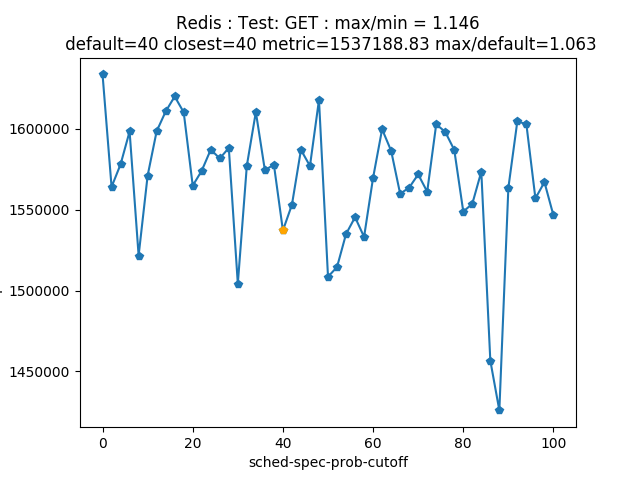 Redis : Test: GET : max/min = 1.146
default=40 closest=40 metric=1537188.83 max/default=1.063
1600000
1550000
1500000
1450000
0 20 40 60 80 100
sched-spec-prob-cutoff